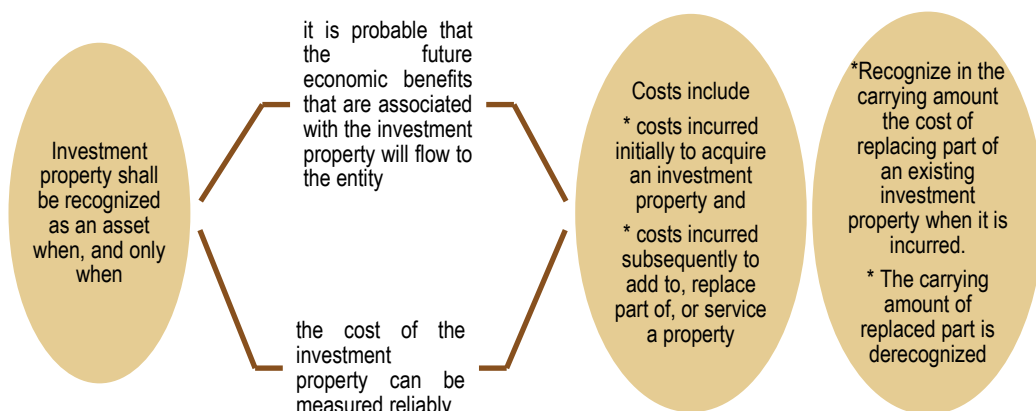 Investment
property shall
be recognized
as an asset
when, and only
when
it is probable that
the future
economic benefits
that are associated
with the investment
property will flow to
the entity
the cost of the
investment
property can be
measured reliably
Costs include
* costs incurred
initially to acquire
an investment
property and
* costs incurred
subsequently to
add to, replace
part of, or service
a property
*Recognize in the
carrying amount
the cost of
replacing part of
an existing
investment
property when it is
incurred.
* The carrying
amount of
replaced part is
derecognized